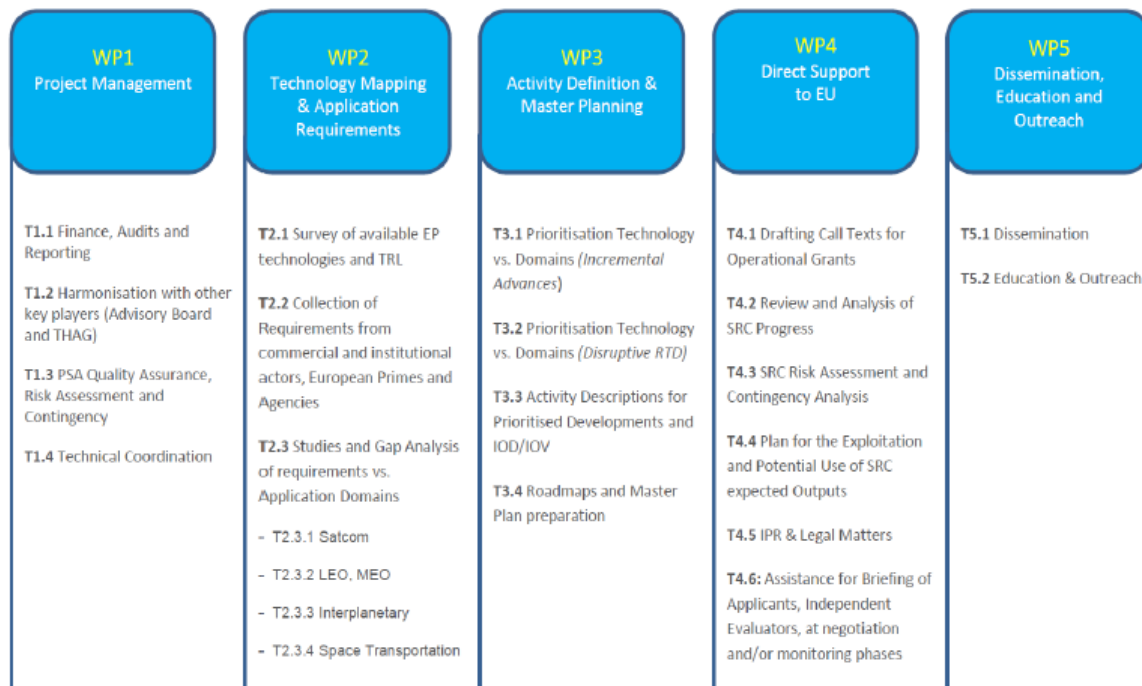 WP1
Project Management
T1.1 Finance, Audits and
Reporting
T1.2 Harmonisation with other
key players (Advisory Board
and THAG)
T1.3 PSA Quality Assurance,
Risk Assessment and
Contingency
T1.4 Technical Coordination
WP2
Technology Mapping
& Application
Requirements
T2.1 Survey of available EP
technologies and TRL
T2.2 Collection of
Requirements from
commercial and institutional
actors, European Primes and
Agencies
T2.3 Studies and Gap Analysis
of requirements vs.
Application Domains
- T2.3.1 Satcom
- T2.3.2 LEO, MEO
- T2.3.3 Interplanetary
- T2.3.4 Space Transportation
WP3
Activity Definition &
Master Planning
T3.1 Prioritisation Technology
vs. Domains (Incremental
Advances)
T3.2 Prioritisation Technology
vs. Domains (Disruptive RTD)
T3.3 Activity Descriptions for
Prioritised Developments and
IOD/IOV
T3.4 Roadmaps and Master
Plan preparation
WP4
Direct Support
to EU
T4.1 Drafting Call Texts for
Operational Grants
T4.2 Review and Analysis of
SRC Progress
T4.3 SRC Risk Assessment and
Contingency Analysis
T4.4 Plan for the Exploitation
and Potential Use of SRC
expected Outputs
T4.5 IPR & Legal Matters
T4.6: Assistance for Briefing of
Applicants, Independent
Evaluators, at negotiation
and/or monitoring phases
WP5
Dissemination,
Education and
Outreach
T5.1 Dissemination
T5.2 Education & Outreach